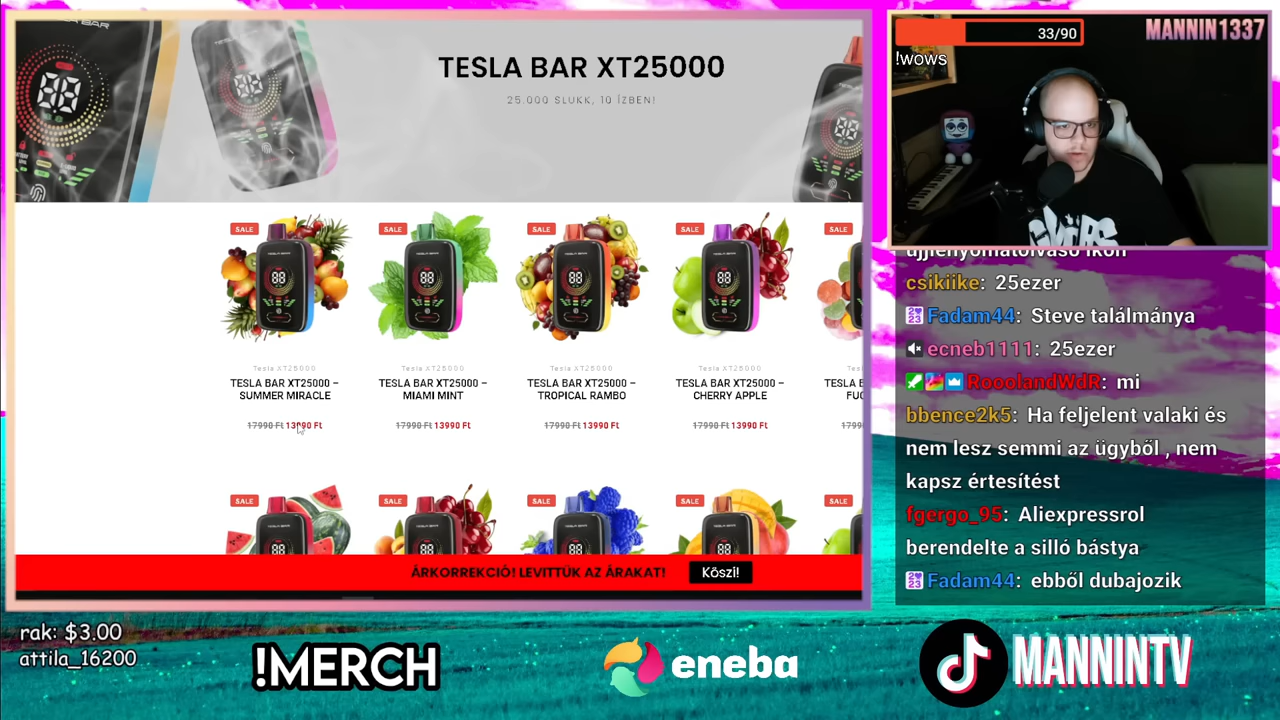 TESLA BAR XT25000
25.000 SLUKK, 10 ÍZBEN!
SALE
SALE
SALE
SALE
SALE
Tesla XT25000
Tesla XT25000
Tesla XT25000
Tesla XT25000
TESLA BAR XT25000 –
SUMMER MIRACLE
TESLA BAR XT25000 –
MIAMI MINT
TESLA BAR XT25000 –
TROPICAL RAMBO
TESLA BAR XT25000 –
CHERRY APPLE
TESLA B
17990 Ft 13990 Ft
17990 Ft 13990 Ft
17990 Ft 13990 Ft
17990 Ft 13990 Ft
SALE
SALE
SALE
SALE
SALE
ÁRKORREKCIÓ! LEVITTÜK AZ ÁRAKAT!
Köszi!
33/90
MANNIN1337
!wows
ujjlenyomatolvasó ikon
csikiike: 25ezer
Fadam44: Steve találmánya
ecneb1111: 25ezer
RooolandWdR: mi
bbence2k5: Ha feljelent valaki és
nem lesz semmi az ügyből , nem
kapsz értesítést
fgergo_95: Aliexpressrol
berendelte a silló bástya
Fadam44: ebből dubajozik
rak: $3.00
attila_16200
!MERCH
eneba
MANNINTV